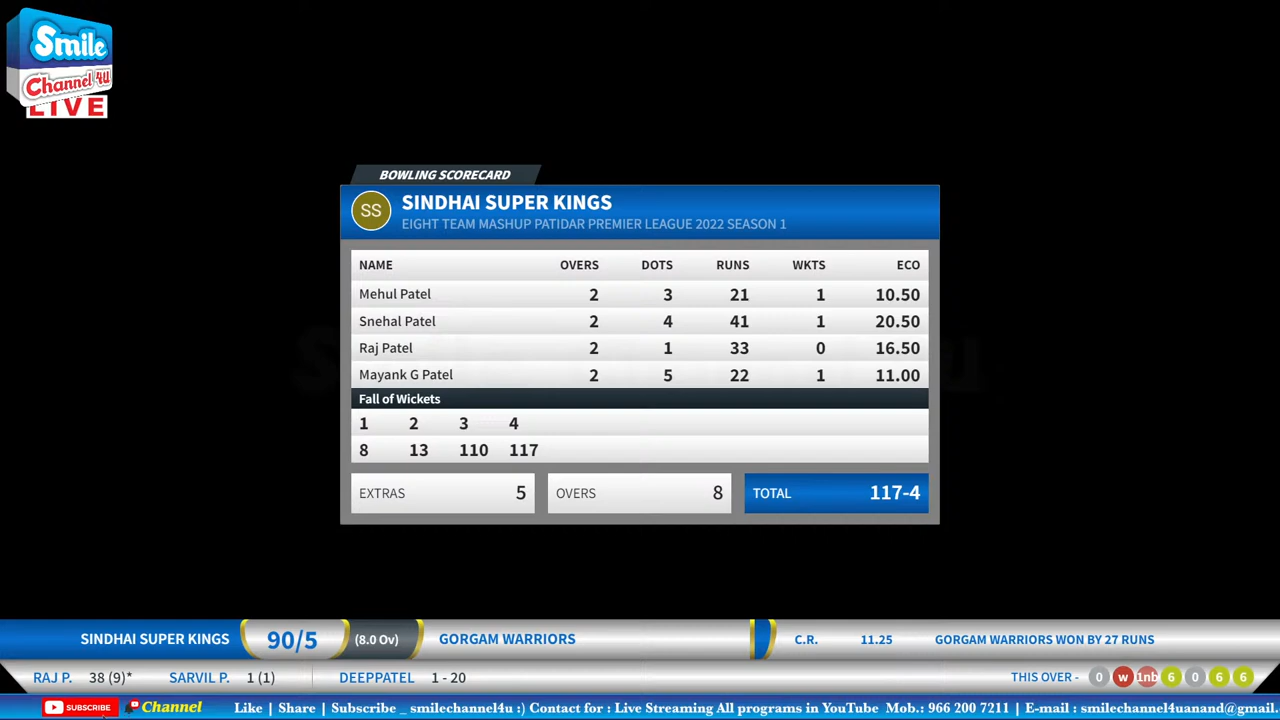 Smile
Channel 4U
LIVE
BOWLING SCORECARD
SS
SINDHAI SUPER KINGS
EIGHT TEAM MASHUP PATIDAR PREMIER LEAGUE 2022 SEASON 1
NAME OVERS DOTS RUNS WKTS ECO
Mehul Patel 2 3 21 1 10.50
Snehal Patel 2 4 41 1 20.50
Raj Patel 2 1 33 0 16.50
Mayank G Patel 2 5 22 1 11.00
Fall of Wickets
1 2 3 4
8 13 110 117
EXTRAS 5 OVERS 8 TOTAL 117-4
SINDHAI SUPER KINGS 90/5 (8.0 Ov) GORGAM WARRIORS C.R. 11.25 GORGAM WARRIORS WON BY 27 RUNS
RAJ P. 38 (9)* SARVIL P. 1 (1) DEEPPATEL 1 - 20 THIS OVER - 0 w 1nb 6 0 6 6
SUBSCRIBE Channel Like | Share | Subscribe _ smilechannel4u :) Contact for : Live Streaming All programs in YouTube Mob.: 966 200 7211 | E-mail : smilechannel4uanand@gmail.